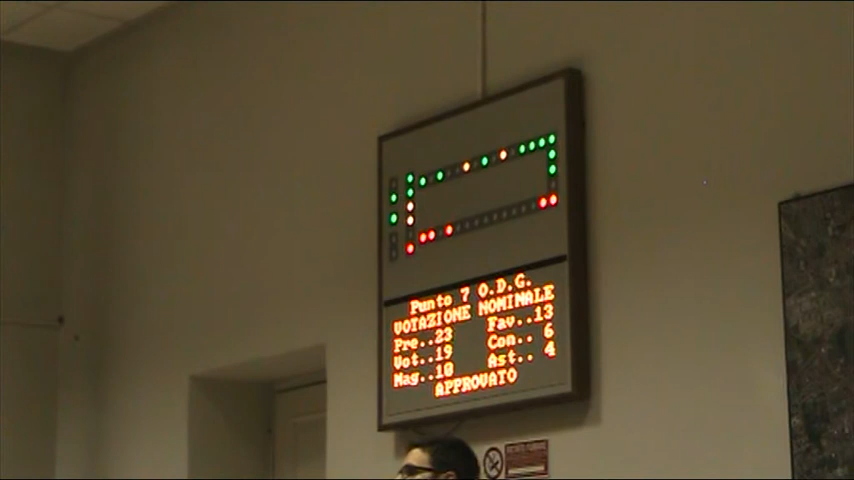 Punto 7 O.D.G.
VOTAZIONE NOMINALE
Pre..23 Fav..13
Vot..19 Con.. 6
Mag..10 Ast.. 4
APPROVATO